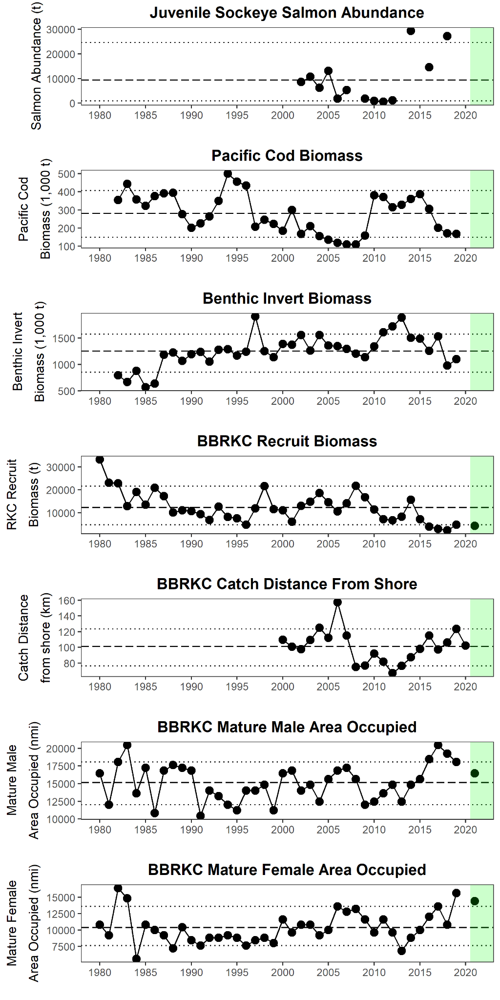 Juvenile Sockeye Salmon Abundance
Salmon Abundance (t)
30000
20000
10000
0
1980 1985 1990 1995 2000 2005 2010 2015 2020
Pacific Cod Biomass
Pacific Cod
Biomass (1,000 t)
500
400
300
200
100
1980 1985 1990 1995 2000 2005 2010 2015 2020
Benthic Invert Biomass
Benthic Invert
Biomass (1,000 t)
1500
1000
500
1980 1985 1990 1995 2000 2005 2010 2015 2020
BBRKC Recruit Biomass
RKC Recruit
Biomass (t)
30000
20000
10000
1980 1985 1990 1995 2000 2005 2010 2015 2020
BBRKC Catch Distance From Shore
Catch Distance
from shore (km)
160
140
120
100
80
1980 1985 1990 1995 2000 2005 2010 2015 2020
BBRKC Mature Male Area Occupied
Mature Male
Area Occupied (nmi)
20000
17500
15000
12500
10000
1980 1985 1990 1995 2000 2005 2010 2015 2020
BBRKC Mature Female Area Occupied
Mature Female
Area Occupied (nmi)
15000
12500
10000
7500
1980 1985 1990 1995 2000 2005 2010 2015 2020